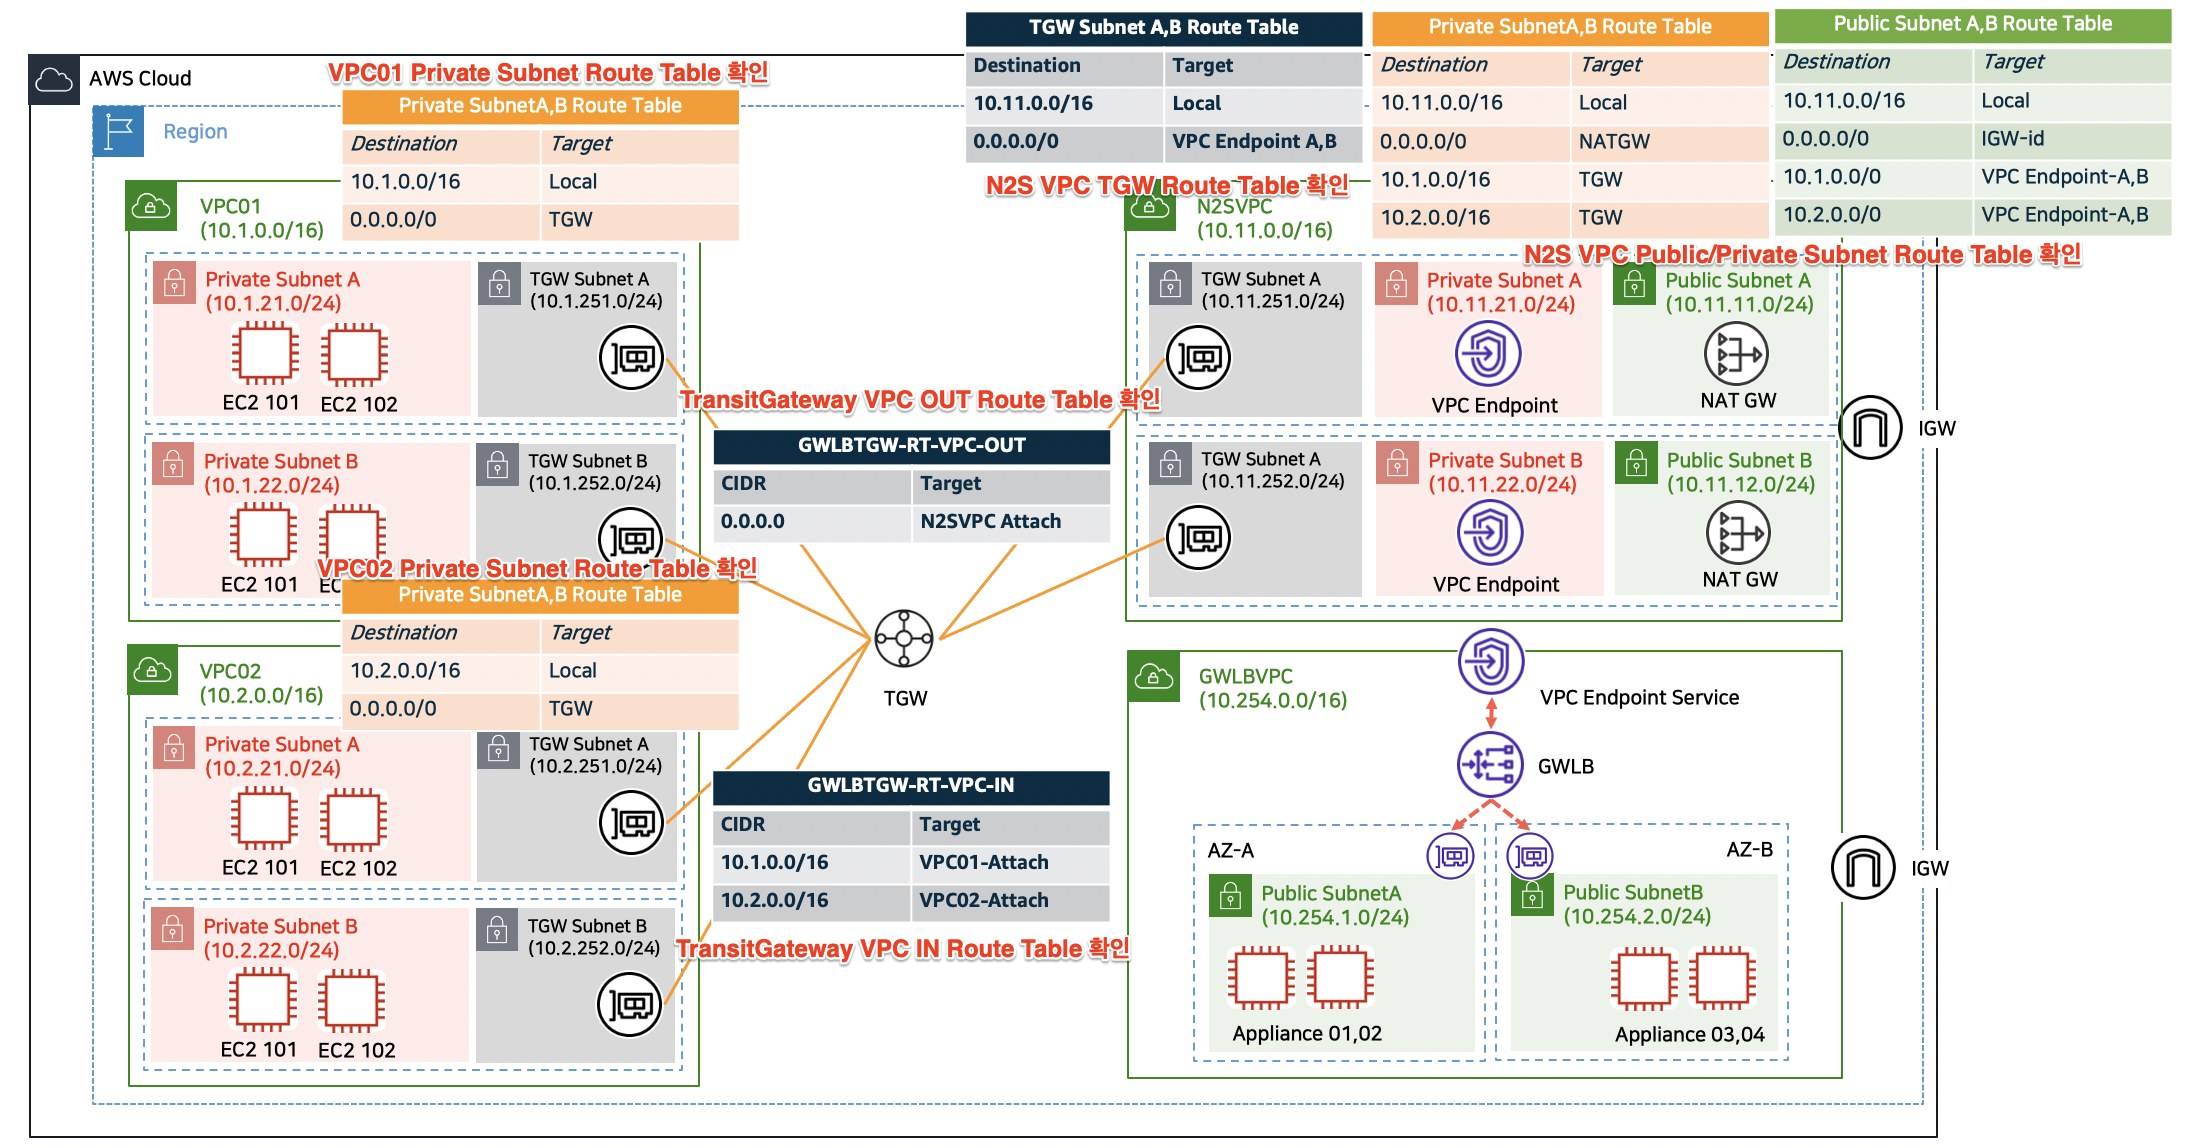 AWS Cloud
Region
VPC01 Private Subnet Route Table 확인
Private SubnetA,B Route Table
Destination Target
10.1.0.0/16 Local
0.0.0.0/0 TGW
TGW Subnet A,B Route Table
Destination Target
10.11.0.0/16 Local
0.0.0.0/0 VPC Endpoint A,B
N2S VPC TGW Route Table 확인
Private SubnetA,B Route Table
Destination Target
10.11.0.0/16 Local
0.0.0.0/0 NATGW
10.1.0.0/16 TGW
10.2.0.0/16 TGW
Public Subnet A,B Route Table
Destination Target
10.11.0.0/16 Local
0.0.0.0/0 IGW-id
10.1.0.0/0 VPC Endpoint-A,B
10.2.0.0/0 VPC Endpoint-A,B
N2S VPC Public/Private Subnet Route Table 확인
VPC01
(10.1.0.0/16)
Private Subnet A
(10.1.21.0/24)
EC2 101 EC2 102
TGW Subnet A
(10.1.251.0/24)
Private Subnet B
(10.1.22.0/24)
EC2 101 EC
TGW Subnet B
(10.1.252.0/24)
VPC02 Private Subnet Route Table 확인
Private SubnetA,B Route Table
Destination Target
10.2.0.0/16 Local
0.0.0.0/0 TGW
VPC02
(10.2.0.0/16)
Private Subnet A
(10.2.21.0/24)
EC2 101 EC2 102
TGW Subnet A
(10.2.251.0/24)
Private Subnet B
(10.2.22.0/24)
EC2 101 EC2 102
TGW Subnet B
(10.2.252.0/24)
TransitGateway VPC OUT Route Table 확인
GWLBTGW-RT-VPC-OUT
CIDR Target
0.0.0.0 N2SVPC Attach
TGW
GWLBTGW-RT-VPC-IN
CIDR Target
10.1.0.0/16 VPC01-Attach
10.2.0.0/16 VPC02-Attach
TransitGateway VPC IN Route Table 확인
N2SVPC
(10.11.0.0/16)
TGW Subnet A
(10.11.251.0/24)
Private Subnet A
(10.11.21.0/24)
VPC Endpoint
Public Subnet A
(10.11.11.0/24)
NAT GW
TGW Subnet A
(10.11.252.0/24)
Private Subnet B
(10.11.22.0/24)
VPC Endpoint
Public Subnet B
(10.11.12.0/24)
NAT GW
IGW
GWLBVPC
(10.254.0.0/16)
VPC Endpoint Service
GWLB
AZ-A
Public SubnetA
(10.254.1.0/24)
Appliance 01,02
AZ-B
Public SubnetB
(10.254.2.0/24)
Appliance 03,04
IGW